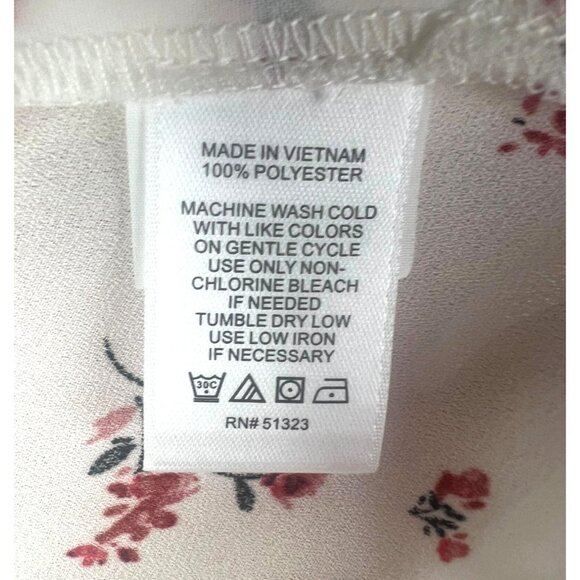 MADE IN VIETNAM
100% POLYESTER
MACHINE WASH COLD
WITH LIKE COLORS
ON GENTLE CYCLE
USE ONLY NON-
CHLORINE BLEACH
IF NEEDED
TUMBLE DRY LOW
USE LOW IRON
IF NECESSARY
30C
RN# 51323